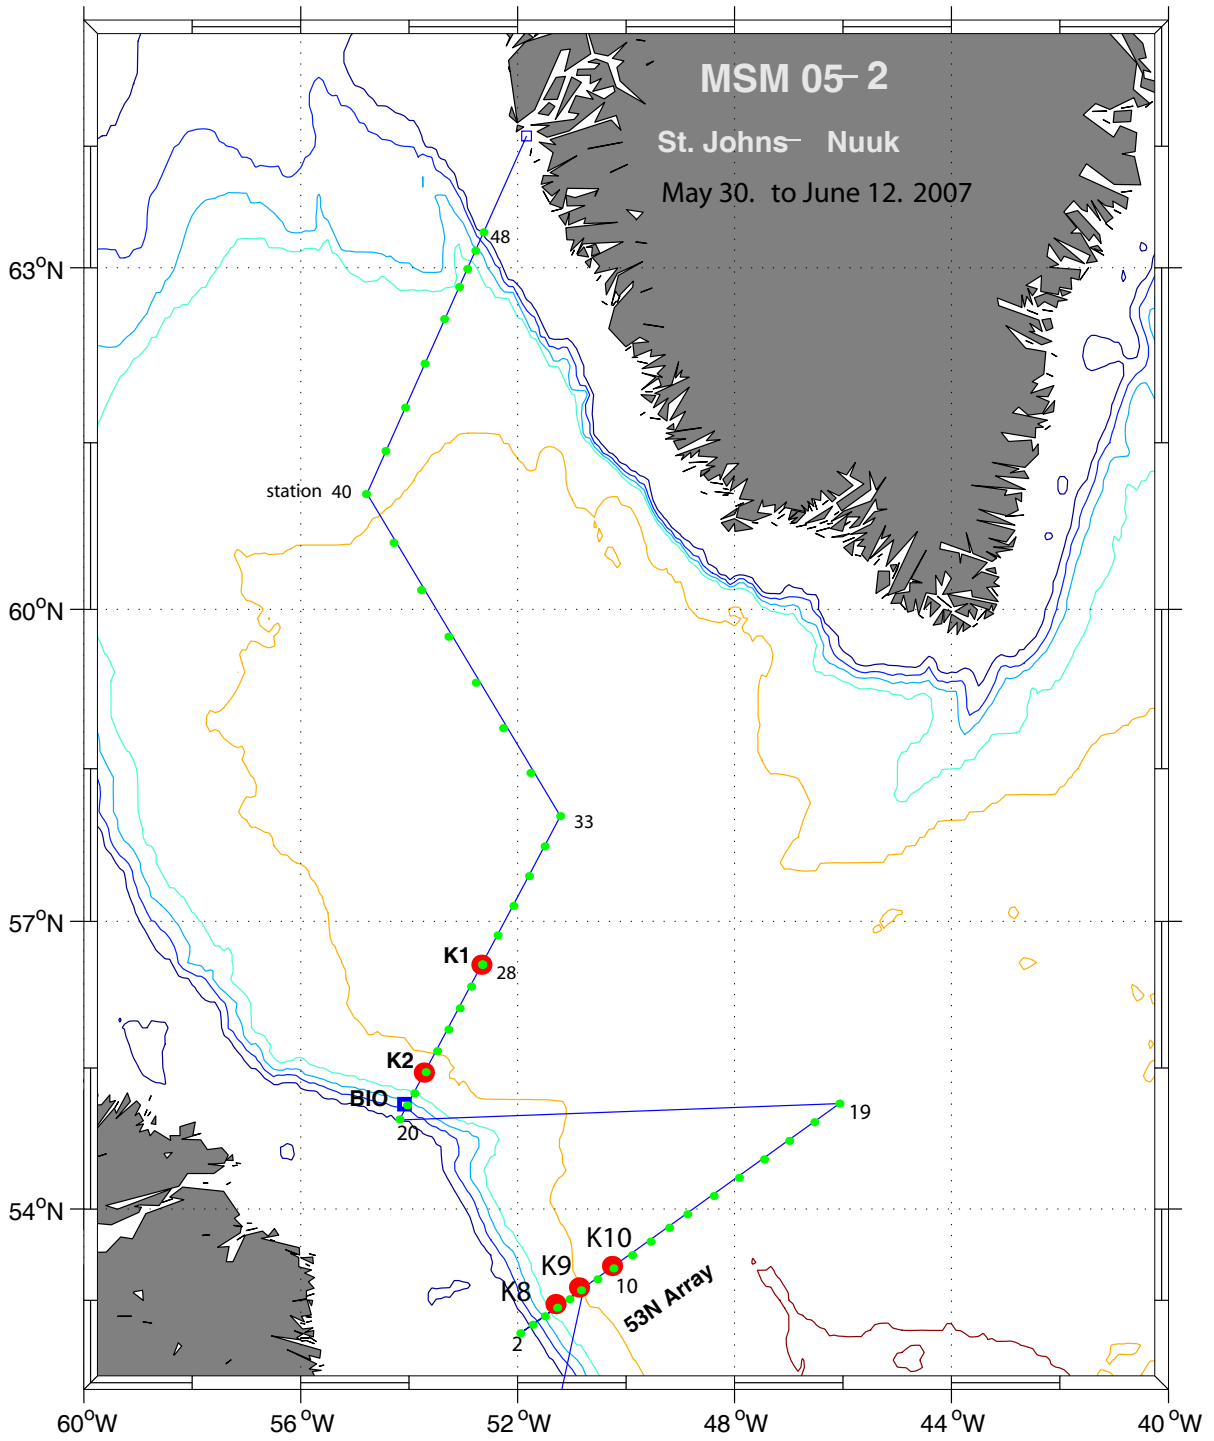 MSM 05– 2
St. Johns– Nuuk
May 30. to June 12. 2007
48
63°N
station 40
60°N
33
57°N
K1
28
K2
BIO
20
19
54°N
K10
K9
10
K8
53N Array
2
60°W
56°W
52°W
48°W
44°W
40°W